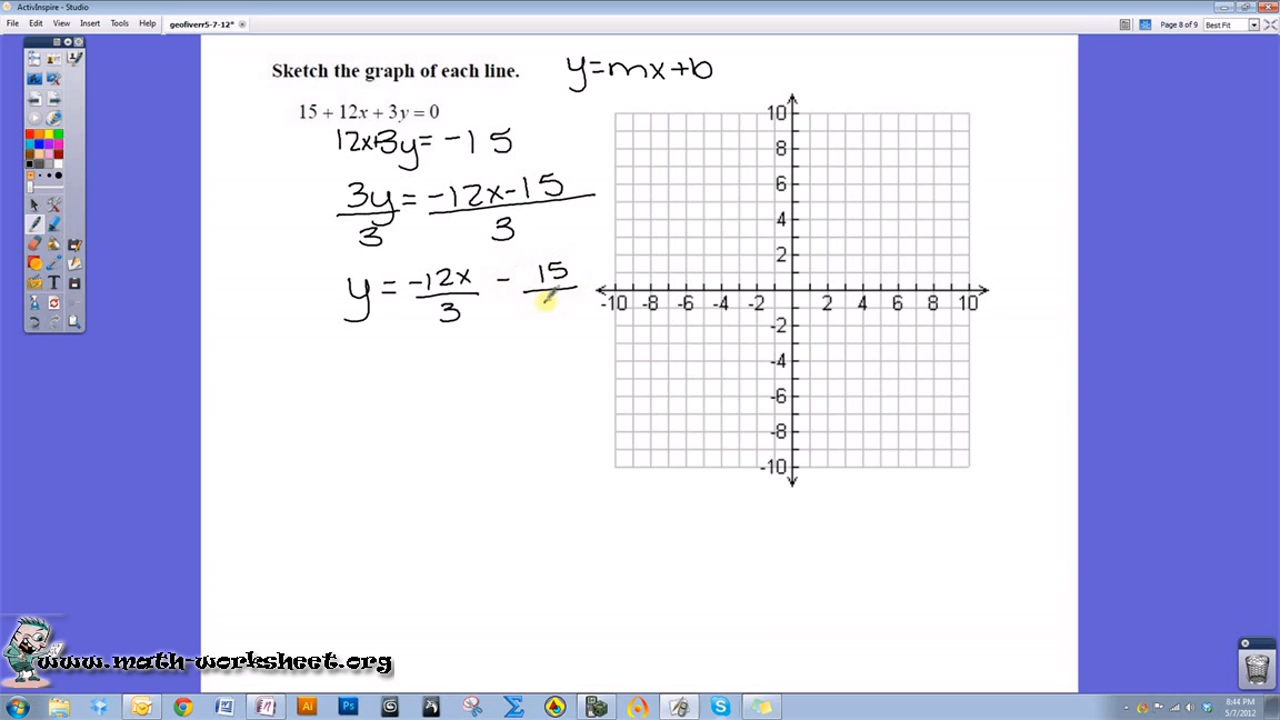 ActivInspire - Studio
File Edit View Insert Tools Help geofiverr5-7-12* Page 8 of 9 Best Fit
Sketch the graph of each line. y=mx+b
15 + 12x + 3y = 0
12x+3y= -15
3y = -12x-15
3 3
y = -12x - 15
3
10
8
6
4
2
-10 -8 -6 -4 -2 2 4 6 8 10
-2
-4
-6
-8
-10
www.math-worksheet.org
8:44 PM
5/7/2012